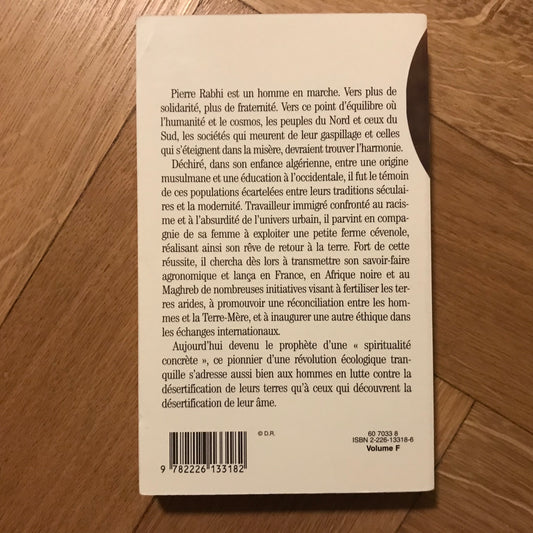 Pierre Rabhi est un homme en marche. Vers plus de
solidarité, plus de fraternité. Vers ce point d'équilibre où
l'humanité et le cosmos, les peuples du Nord et ceux du
Sud, les sociétés qui meurent de leur gaspillage et celles
qui s'éteignent dans la misère, devraient trouver l'harmonie.
Déchiré, dans son enfance algérienne, entre une origine
musulmane et une éducation à l'occidentale, il fut le témoin
de ces populations écartelées entre leurs traditions séculai-
res et la modernité. Travailleur immigré confronté au racis-
me et à l'absurdité de l'univers urbain, il parvint en compa-
gnie de sa femme à exploiter une petite ferme cévenole,
réalisant ainsi son rêve de retour à la terre. Fort de cette
réussite, il chercha dès lors à transmettre son savoir-faire
agronomique et lança en France, en Afrique noire et au
Maghreb de nombreuses initiatives visant à fertiliser les ter-
res arides, à promouvoir une réconciliation entre les hom-
mes et la Terre-Mère, et à inaugurer une autre éthique dans
les échanges internationaux.
Aujourd'hui devenu le prophète d'une « spiritualité
concrète », ce pionnier d'une révolution écologique tran-
quille s'adresse aussi bien aux hommes en lutte contre la
désertification de leurs terres qu'à ceux qui découvrent la
désertification de leur âme.
© D.R.
60 7033 8
ISBN 2-226-13318-6
Volume F
9 782226 133182